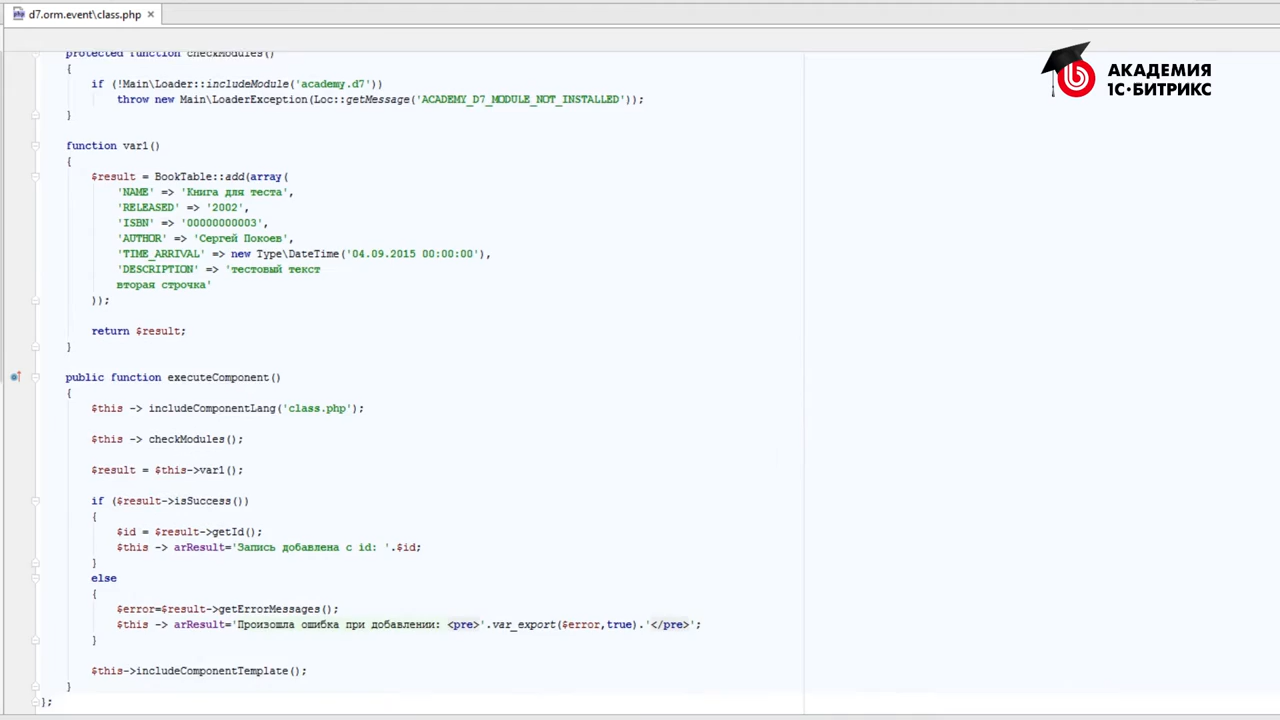 d7.orm.event\class.php
АКАДЕМИЯ
1С-БИТРИКС
protected function checkModules()
{
if (!Main\Loader::includeModule('academy.d7'))
throw new Main\LoaderException(Loc::getMessage('ACADEMY_D7_MODULE_NOT_INSTALLED'));
}
function var1()
{
$result = BookTable::add(array(
'NAME' => 'Книга для теста',
'RELEASED' => '2002',
'ISBN' => '00000000003',
'AUTHOR' => 'Сергей Покоев',
'TIME_ARRIVAL' => new Type\DateTime('04.09.2015 00:00:00'),
'DESCRIPTION' => 'тестовый текст
вторая строчка'
));
return $result;
}
public function executeComponent()
{
$this -> includeComponentLang('class.php');
$this -> checkModules();
$result = $this->var1();
if ($result->isSuccess())
{
$id = $result->getId();
$this -> arResult='Запись добавлена с id: '.$id;
}
else
{
$error=$result->getErrorMessages();
$this -> arResult='Произошла ошибка при добавлении: <pre>'.var_export($error,true).'</pre>';
}
$this->includeComponentTemplate();
}
};